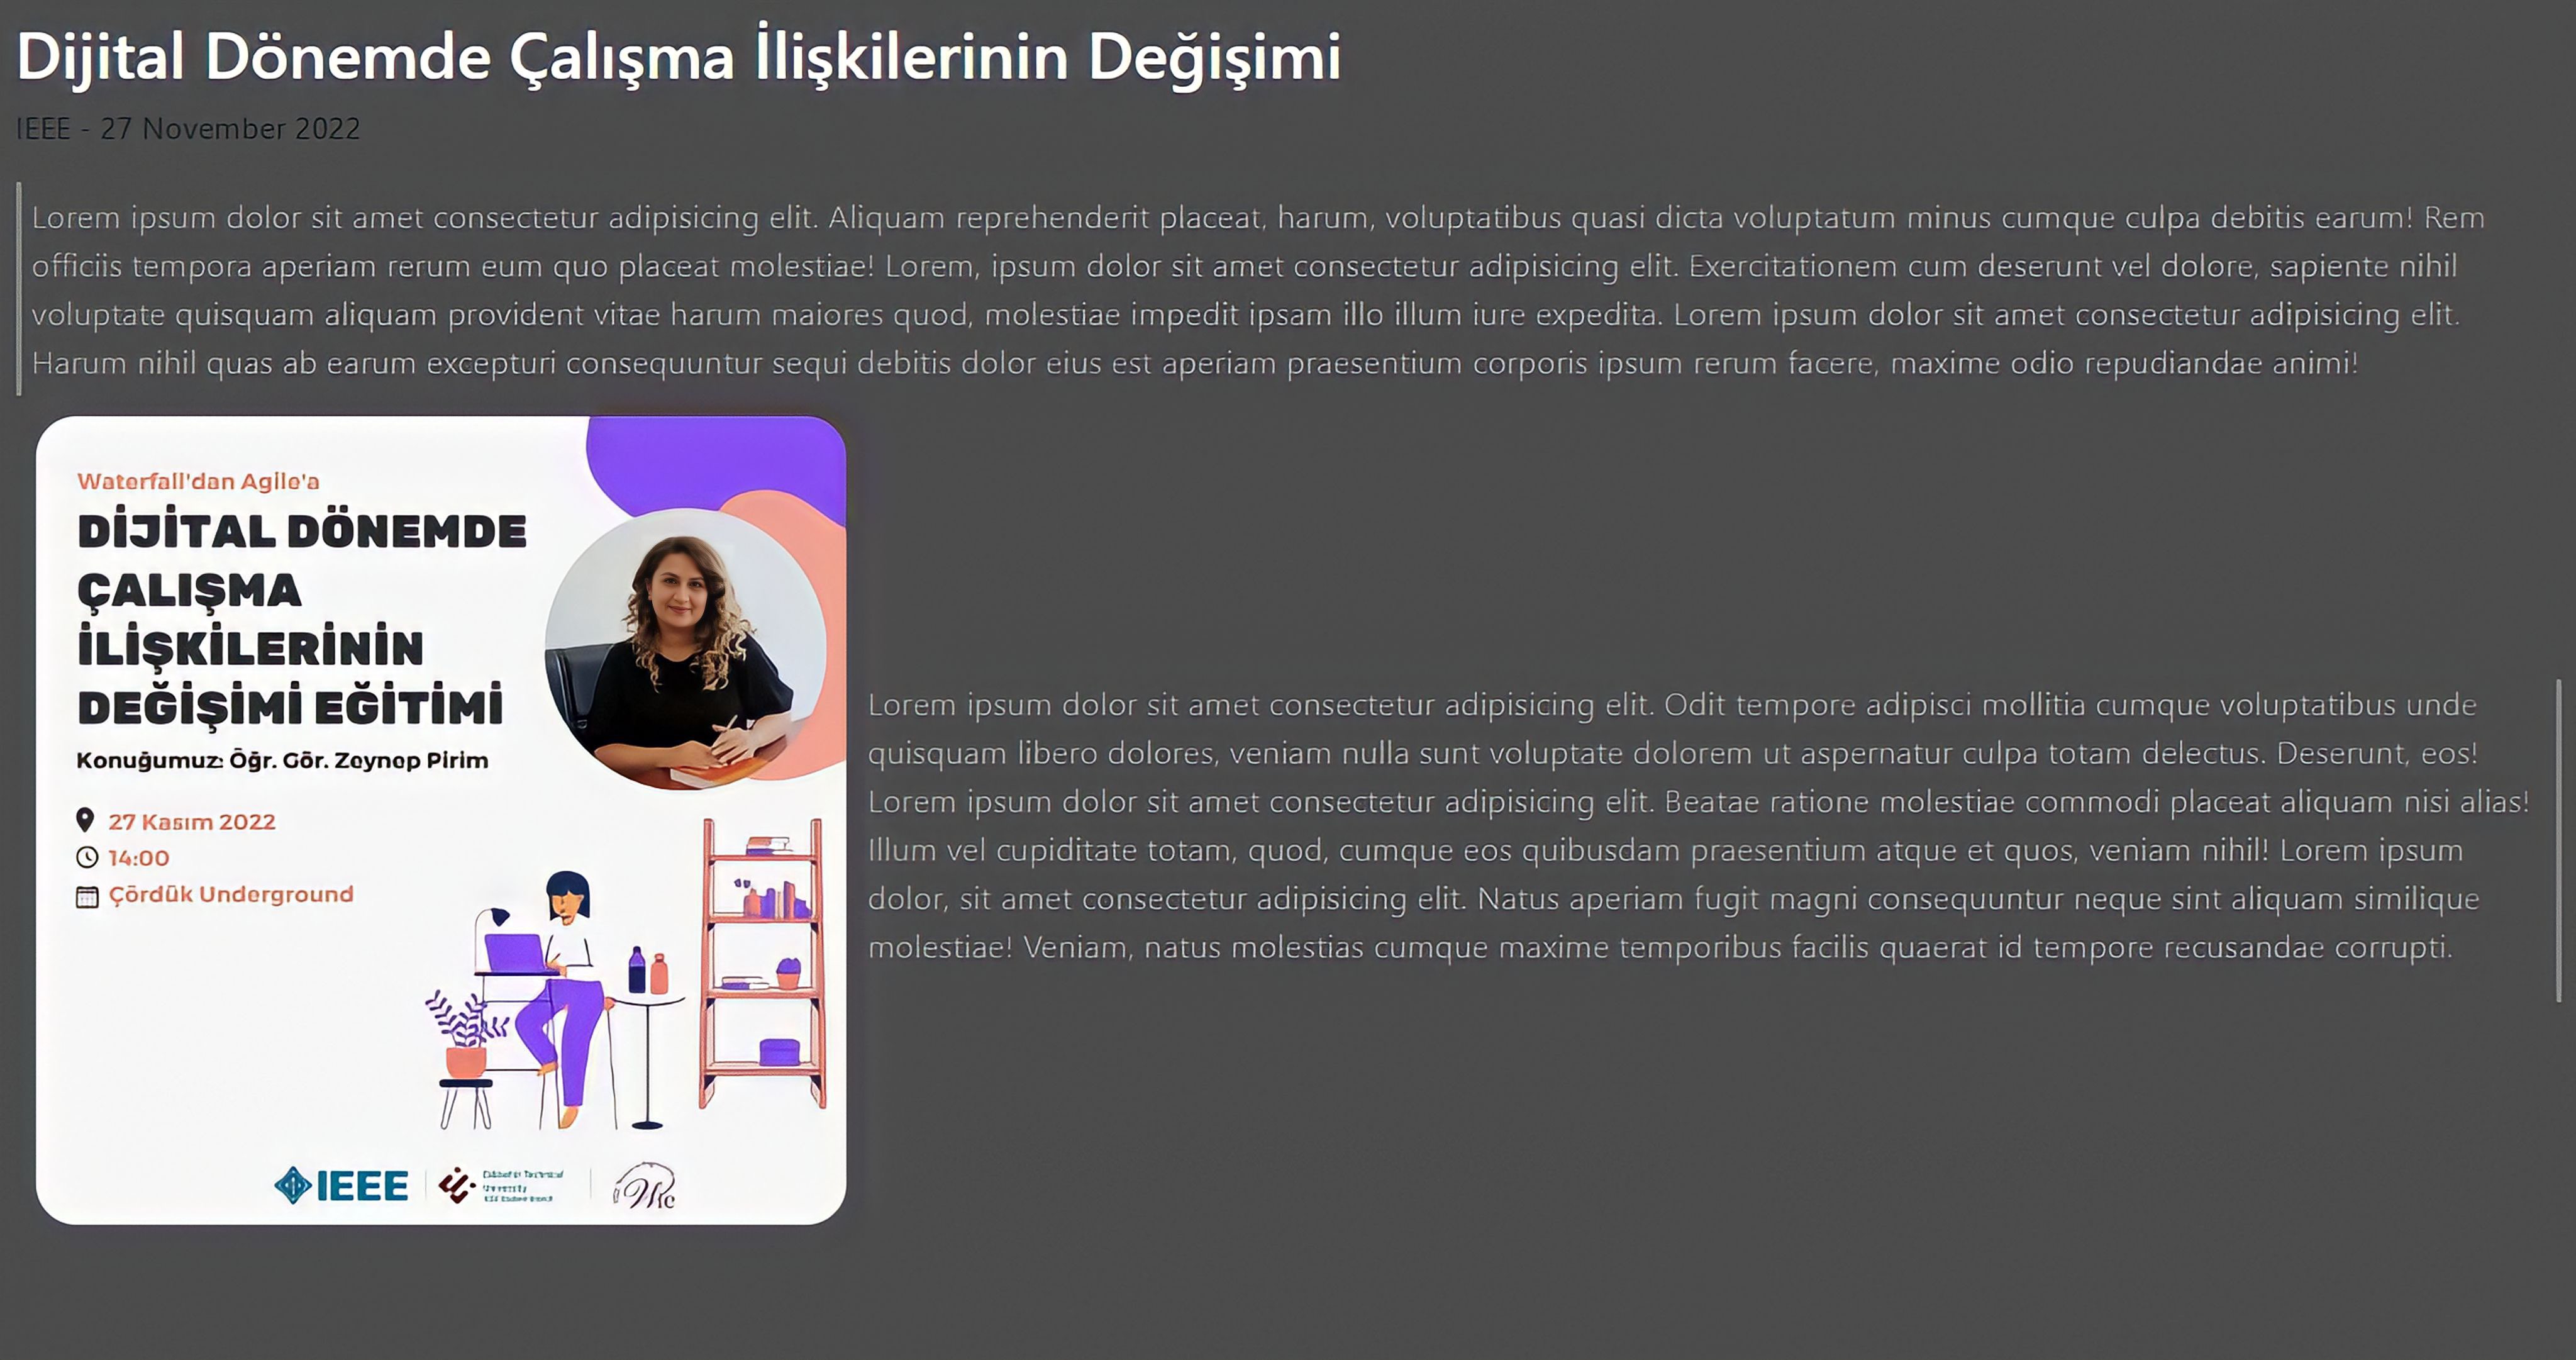 Dijital Dönemde Çalışma İlişkilerinin Değişimi
IEEE - 27 November 2022
Lorem ipsum dolor sit amet consectetur adipisicing elit. Aliquam reprehenderit placeat, harum, voluptatibus quasi dicta voluptatum minus cumque culpa debitis earum! Rem
officiis tempora aperiam rerum eum quo placeat molestiae! Lorem, ipsum dolor sit amet consectetur adipisicing elit. Exercitationem cum deserunt vel dolore, sapiente nihil
voluptate quisquam aliquam provident vitae harum maiores quod, molestiae impedit ipsam illo illum iure expedita. Lorem ipsum dolor sit amet consectetur adipisicing elit.
Harum nihil quas ab earum excepturi consequuntur sequi debitis dolor eius est aperiam praesentium corporis ipsum rerum facere, maxime odio repudiandae animi!
Waterfall'dan Agile'a
DİJİTAL DÖNEMDE
ÇALIŞMA
İLİŞKİLERİNİN
DEĞİŞİMİ EĞİTİMİ
Konuğumuz: Öğr. Gör. Zeynep Pirim
27 Kasım 2022
14:00
Çördük Underground
IEEE
University
Lorem ipsum dolor sit amet consectetur adipisicing elit. Odit tempore adipisci mollitia cumque voluptatibus unde
quisquam libero dolores, veniam nulla sunt voluptate dolorem ut aspernatur culpa totam delectus. Deserunt, eos!
Lorem ipsum dolor sit amet consectetur adipisicing elit. Beatae ratione molestiae commodi placeat aliquam nisi alias!
Illum vel cupiditate totam, quod, cumque eos quibusdam praesentium atque et quos, veniam nihil! Lorem ipsum
dolor, sit amet consectetur adipisicing elit. Natus aperiam fugit magni consequuntur neque sint aliquam similique
molestiae! Veniam, natus molestias cumque maxime temporibus facilis quaerat id tempore recusandae corrupti.